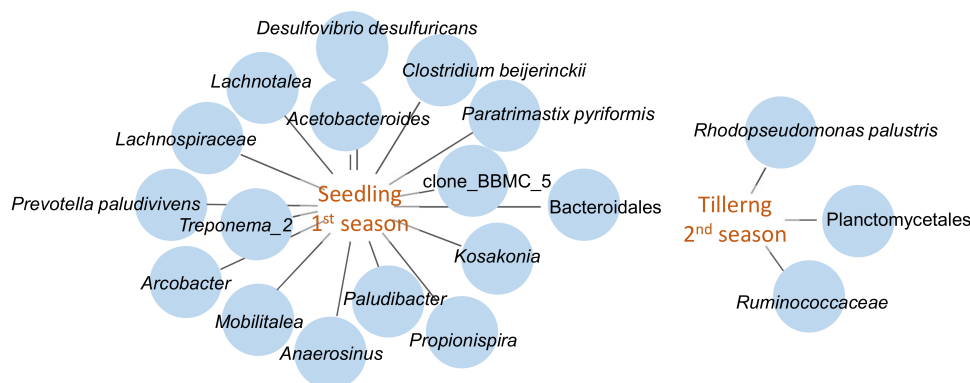 Desulfovibrio desulfuricans
Clostridium beijerinckii
Lachnotalea
Acetobacteroides
Paratrimastix pyriformis
Lachnospiraceae
clone_BBMC_5
Seedling
1st season
Prevotella paludivivens
Treponema_2
Bacteroidales
Kosakonia
Arcobacter
Paludibacter
Mobilitalea
Propionispira
Anaerosinus
Rhodopseudomonas palustris
Tillerng
2nd season
Planctomycetales
Ruminococcaceae